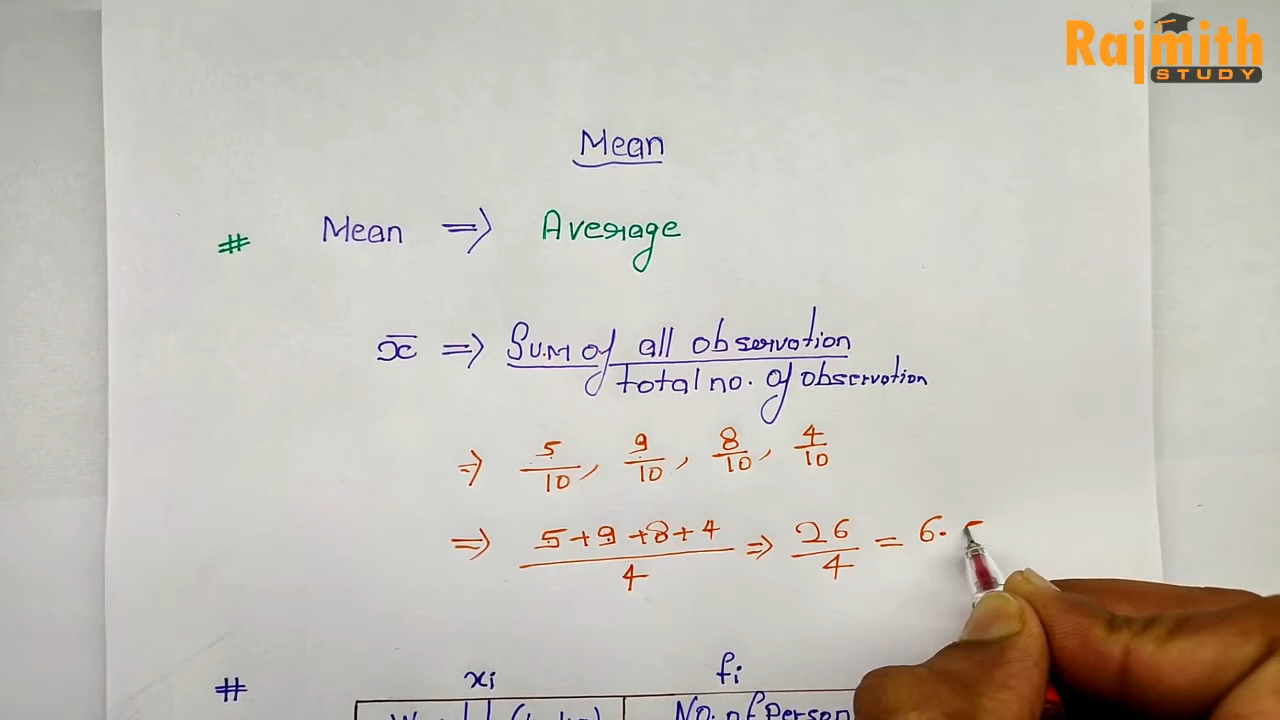 Rajmith
STUDY
Mean
# Mean => Average
x̄ => Sum of all observation / total no. of observation
=> 5/10, 9/10, 8/10, 4/10
=> 5+9+8+4 / 4 => 26/4 = 6.5
# xi fi
No. of person